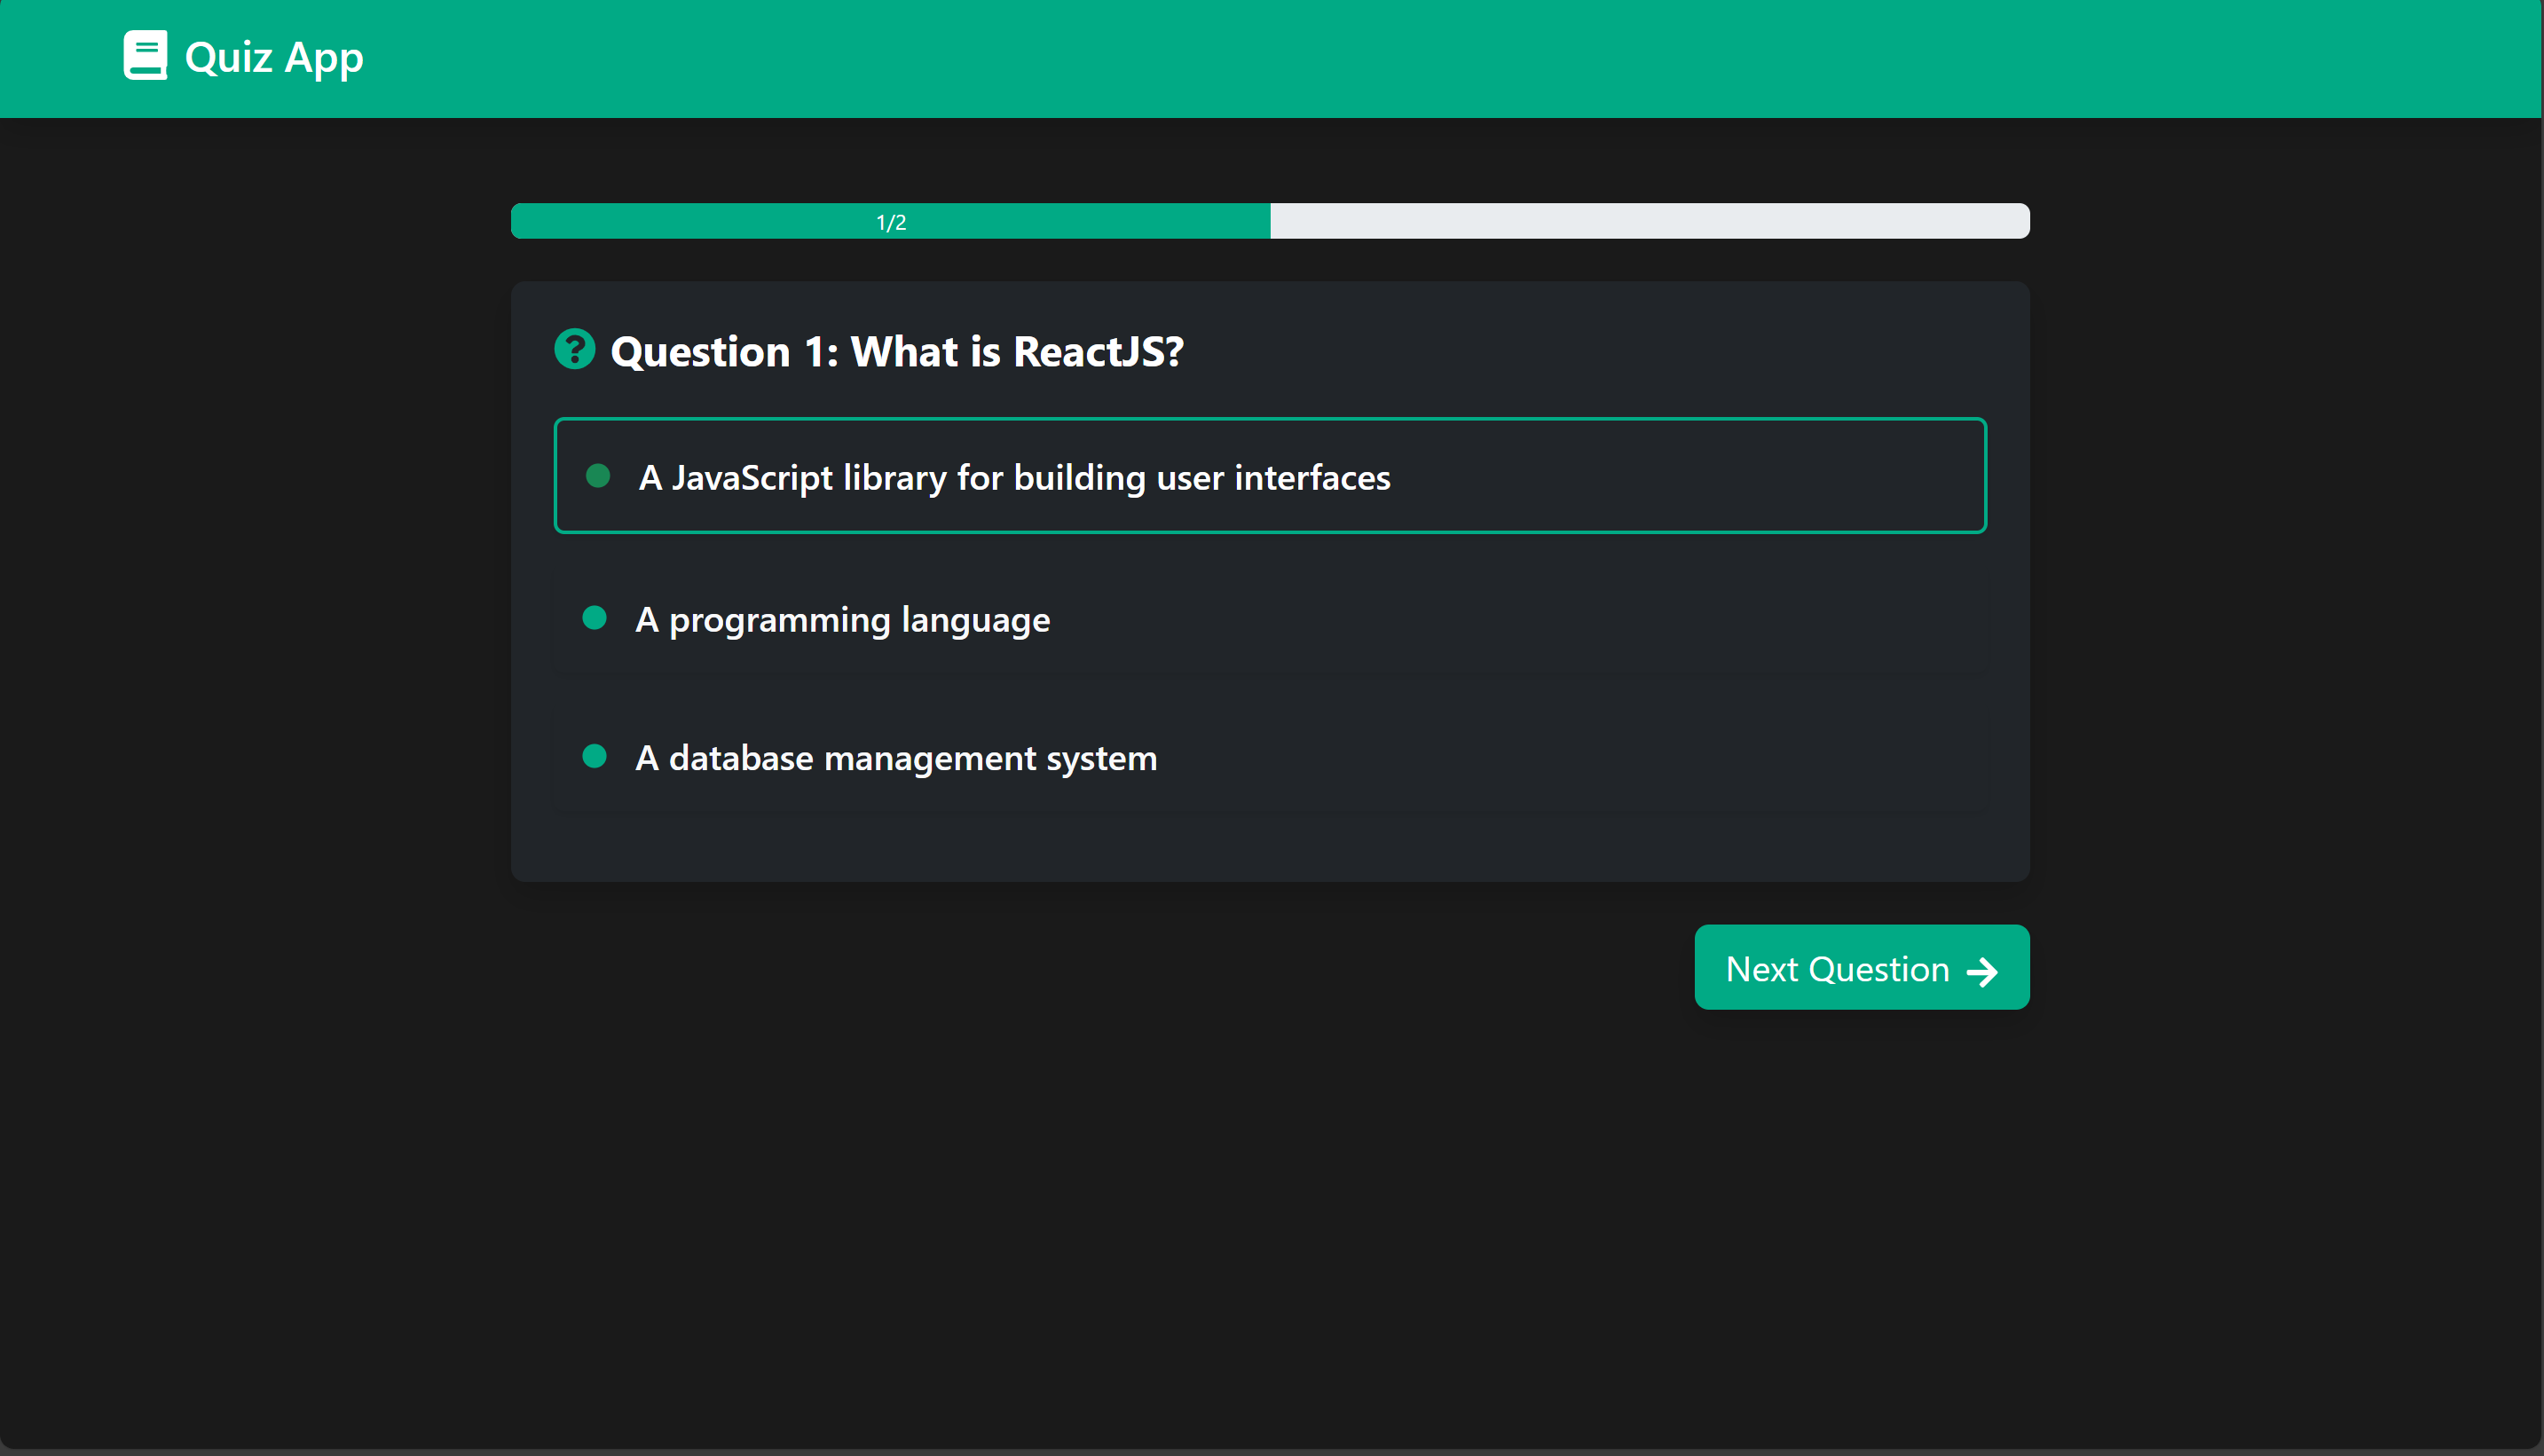 Quiz App
1/2
Question 1: What is ReactJS?
A JavaScript library for building user interfaces
A programming language
A database management system
Next Question